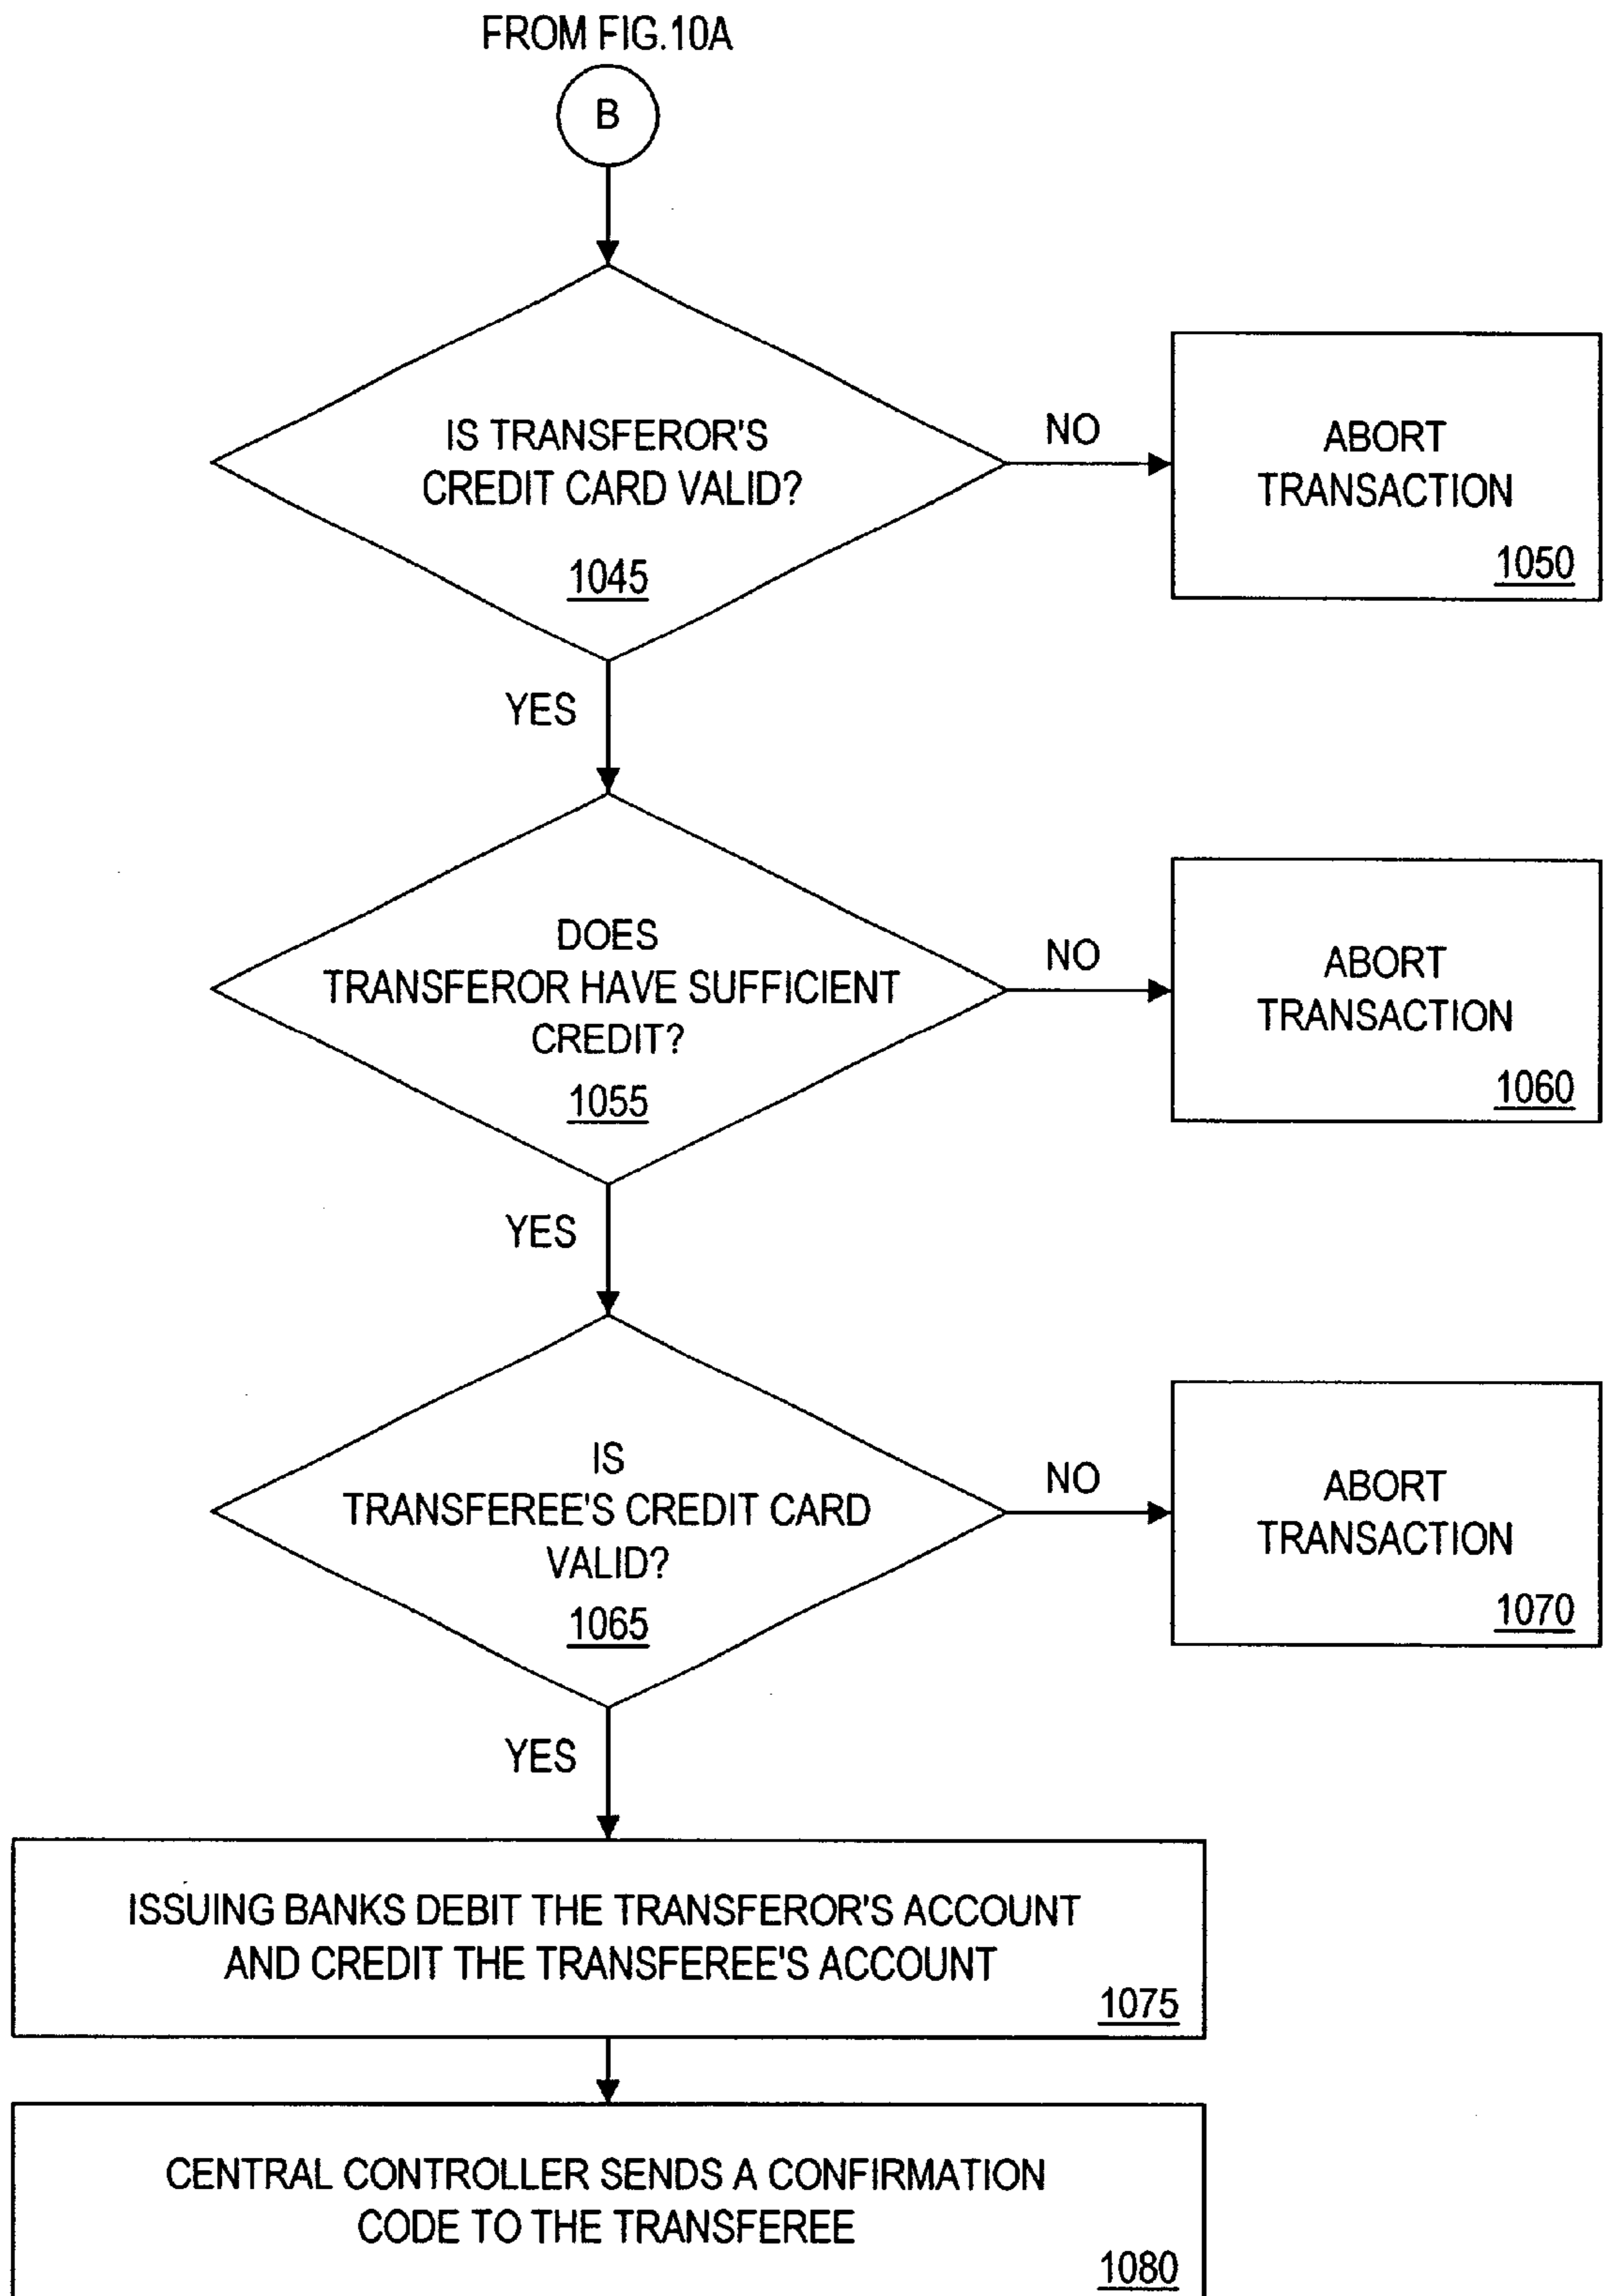 FROM FIG.10A
B
IS TRANSFEROR'S
CREDIT CARD VALID?
1045
NO
ABORT
TRANSACTION
1050
YES
DOES
TRANSFEROR HAVE SUFFICIENT
CREDIT?
1055
NO
ABORT
TRANSACTION
1060
YES
IS
TRANSFEREE'S CREDIT CARD
VALID?
1065
NO
ABORT
TRANSACTION
1070
YES
ISSUING BANKS DEBIT THE TRANSFEROR'S ACCOUNT
AND CREDIT THE TRANSFEREE'S ACCOUNT
1075
CENTRAL CONTROLLER SENDS A CONFIRMATION
CODE TO THE TRANSFEREE
1080